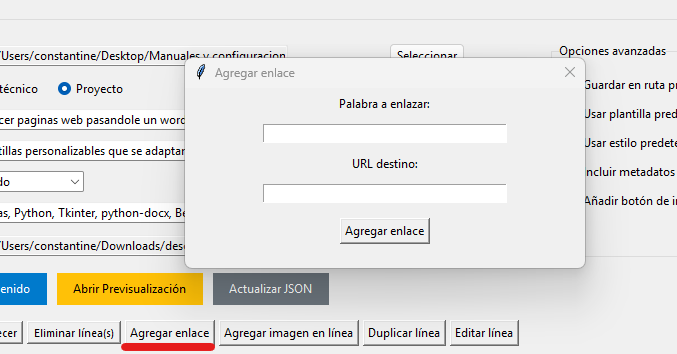 /Users/constantine/Desktop/Manuales y configuracion
Seleccionar
Opciones avanzadas
Agregar enlace
técnico
Proyecto
Palabra a enlazar:
Guardar en ruta pr
cer paginas web pasandole un word
Usar plantilla pred
tillas personalizables que se adaptar
URL destino:
Usar estilo predete
do
Incluir metadatos
as, Python, Tkinter, python-docx, Be
Añadir botón de in
Agregar enlace
/Users/constantine/Downloads/desc
enido
Abrir Previsualización
Actualizar JSON
ecer
Eliminar línea(s)
Agregar enlace
Agregar imagen en línea
Duplicar línea
Editar línea